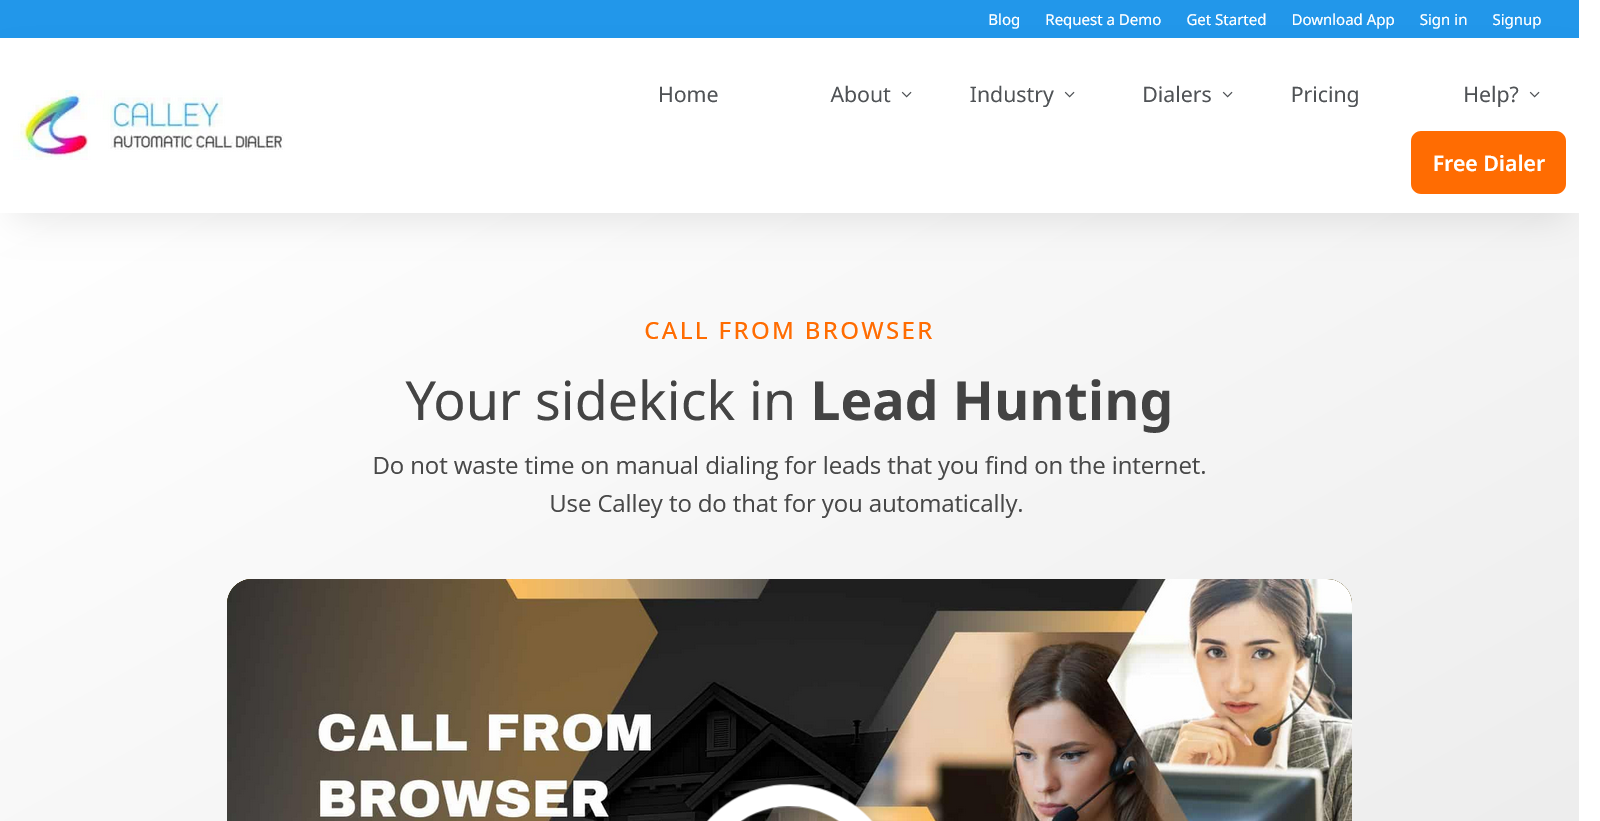 Blog Request a Demo Get Started Download App Sign in Signup
CALLEY
AUTOMATIC CALL DIALER
Home About Industry Dialers Pricing Help?
Free Dialer
CALL FROM BROWSER
Your sidekick in Lead Hunting
Do not waste time on manual dialing for leads that you find on the internet.
Use Calley to do that for you automatically.
CALL FROM
BROWSER